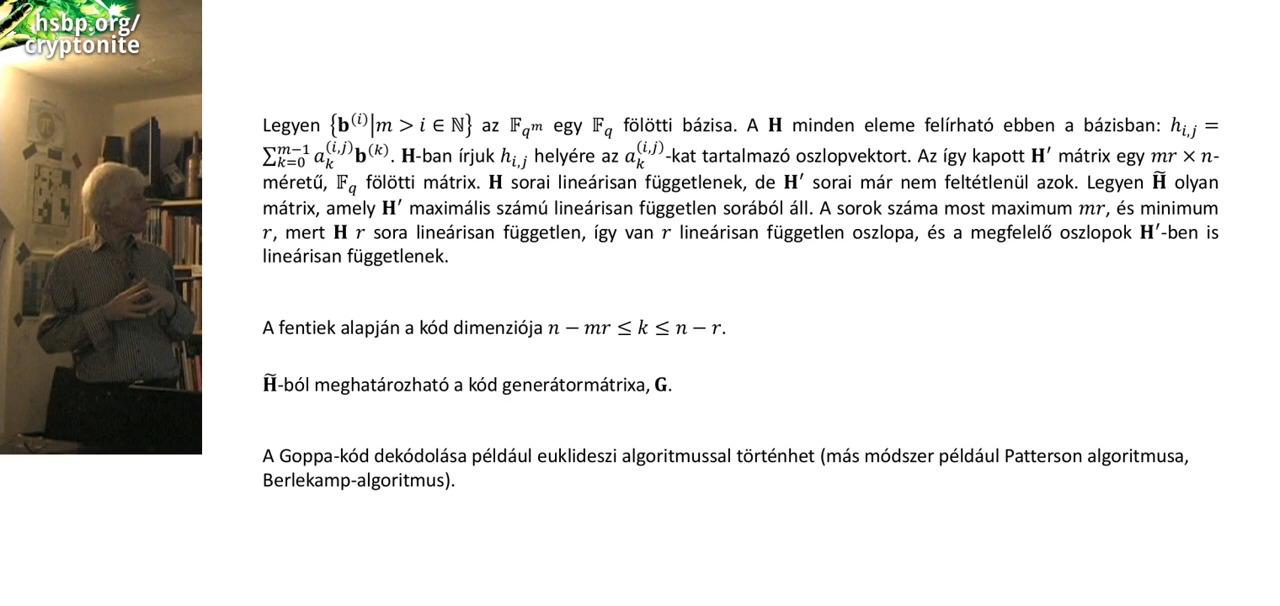 hsbp.org/
cryptonite
Legyen {𝐛⁽ⁱ⁾|m > i ∈ ℕ} az 𝔽_{q^m} egy 𝔽_q fölötti bázisa. A 𝐇 minden eleme felírható ebben a bázisban: h_{i,j} =
∑_{k=0}^{m−1} a_k^{(i,j)} 𝐛^{(k)}. 𝐇-ban írjuk h_{i,j} helyére az a_k^{(i,j)}-kat tartalmazó oszlopvektort. Az így kapott 𝐇′ mátrix egy mr × n-
méretű, 𝔽_q fölötti mátrix. 𝐇 sorai lineárisan függetlenek, de 𝐇′ sorai már nem feltétlenül azok. Legyen 𝐇̃ olyan
mátrix, amely 𝐇′ maximális számú lineárisan független sorából áll. A sorok száma most maximum mr, és minimum
r, mert 𝐇 r sora lineárisan független, így van r lineárisan független oszlopa, és a megfelelő oszlopok 𝐇′-ben is
lineárisan függetlenek.
A fentiek alapján a kód dimenziója n − mr ≤ k ≤ n − r.
𝐇̃-ból meghatározható a kód generátormátrixa, 𝐆.
A Goppa-kód dekódolása például euklideszi algoritmussal történhet (más módszer például Patterson algoritmusa,
Berlekamp-algoritmus).